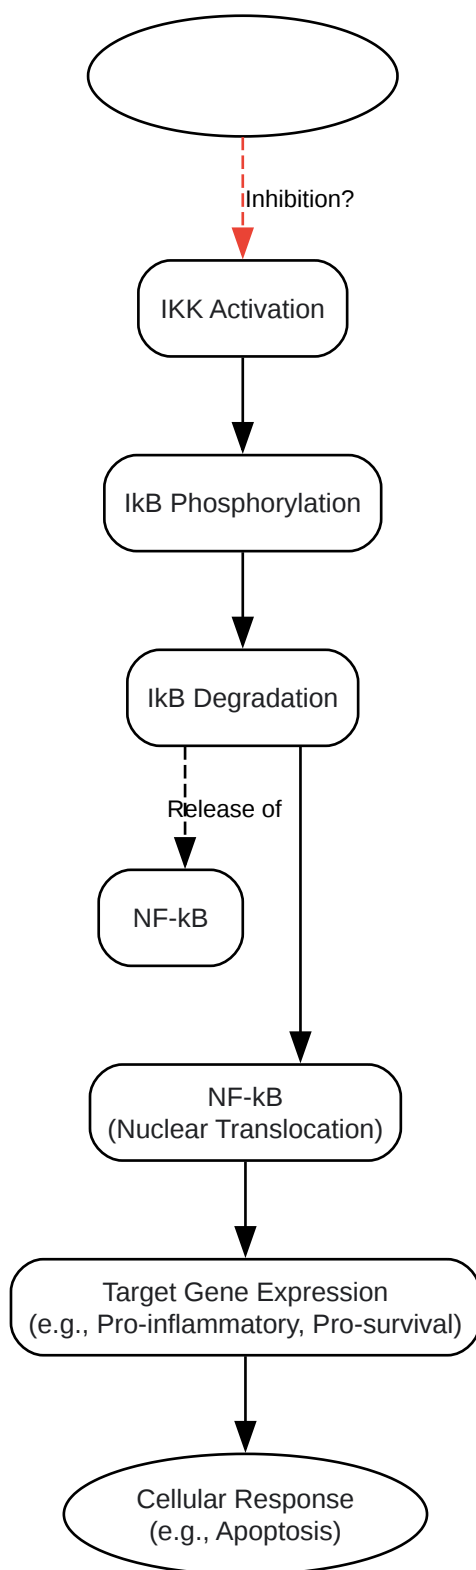 Inhibition?
IKK Activation
IkB Phosphorylation
IkB Degradation
Release of
NF-kB
NF-kB
(Nuclear Translocation)
Target Gene Expression
(e.g., Pro-inflammatory, Pro-survival)
Cellular Response
(e.g., Apoptosis)